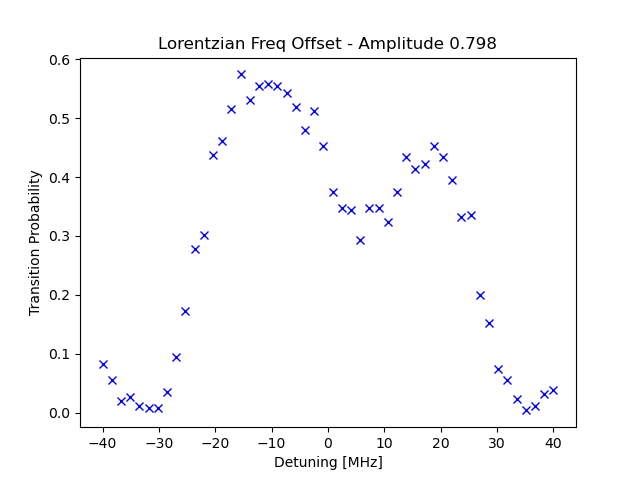 Lorentzian Freq Offset - Amplitude 0.798
0.6
0.5
0.4
0.3
0.2
0.1
0.0
Transition Probability
−40 −30 −20 −10 0 10 20 30 40
Detuning [MHz]